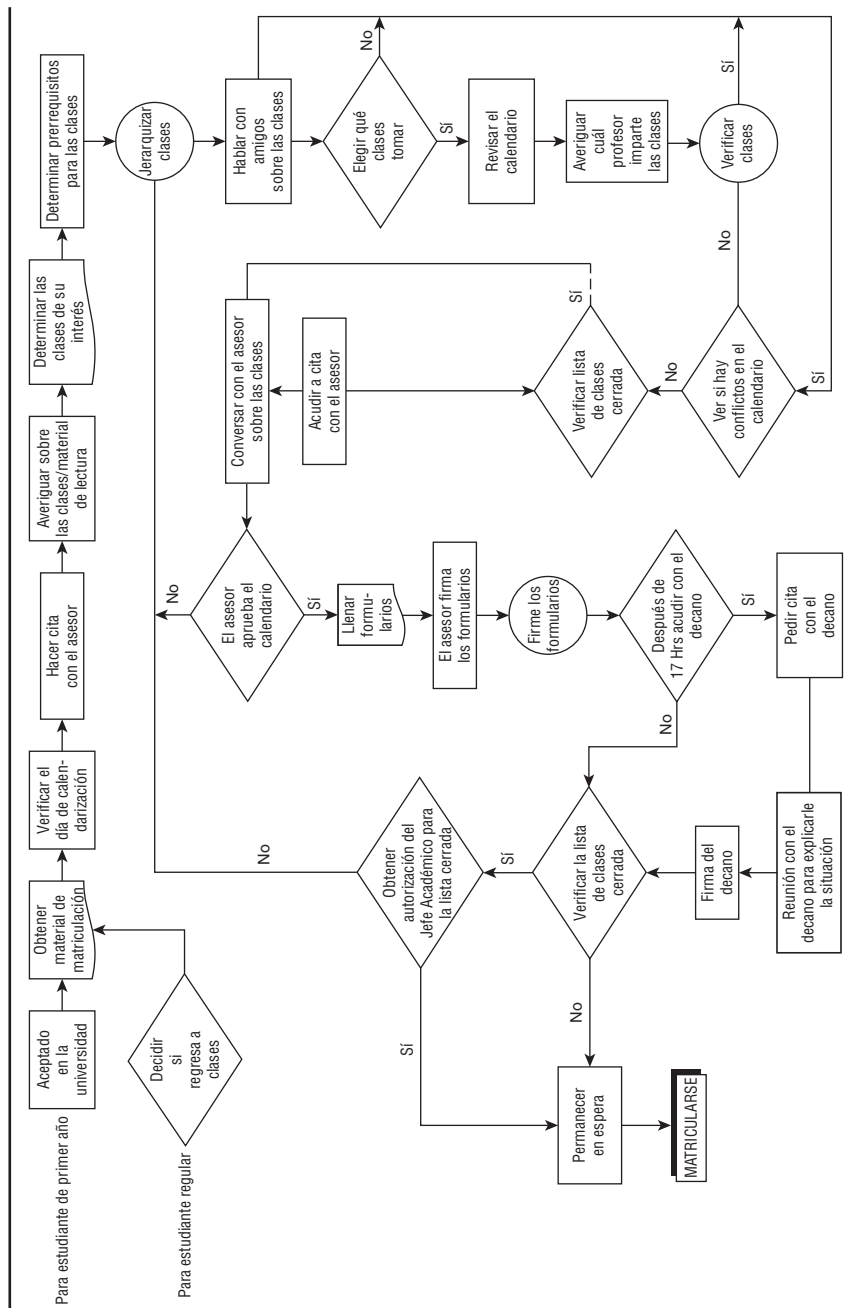 Para estudiante de primer año
Aceptado
en la
universidad
Obtener
material de
matriculación
Verificar el
día de calen-
darización
Hacer cita
con el asesor
Averiguar sobre
las clases/material
de lectura
Determinar las
clases de su
interés
Determinar prerrequisitos
para las clases
Para estudiante regular
Decidir
si
regresa a
clases
Jerarquizar
clases
Hablar con
amigos
sobre las clases
No
Elegir qué
clases
tomar
Sí
Revisar el
calendario
Averiguar
cuál
profesor
imparte
las clases
Verificar
clases
Sí
No
Ver si hay
conflictos en el
calendario
Sí
No
Verificar lista
de clases
cerrada
Sí
Acudir a cita
con el asesor
Conversar con el asesor
sobre las clases
El asesor
aprueba el
calendario
No
Sí
Llenar
formu-
larios
El asesor firma
los formularios
Firme los
formularios
Después de
17 Hrs acudir con el
decano
Sí
No
Pedir cita
con el
decano
Reunión con el
decano para explicarle
la situación
Firma del
decano
Verificar la lista
de clases
cerrada
Sí
No
Obtener
autorización del
Jefe Académico para
la lista cerrada
No
Sí
Permanecer
en espera
MATRICULARSE